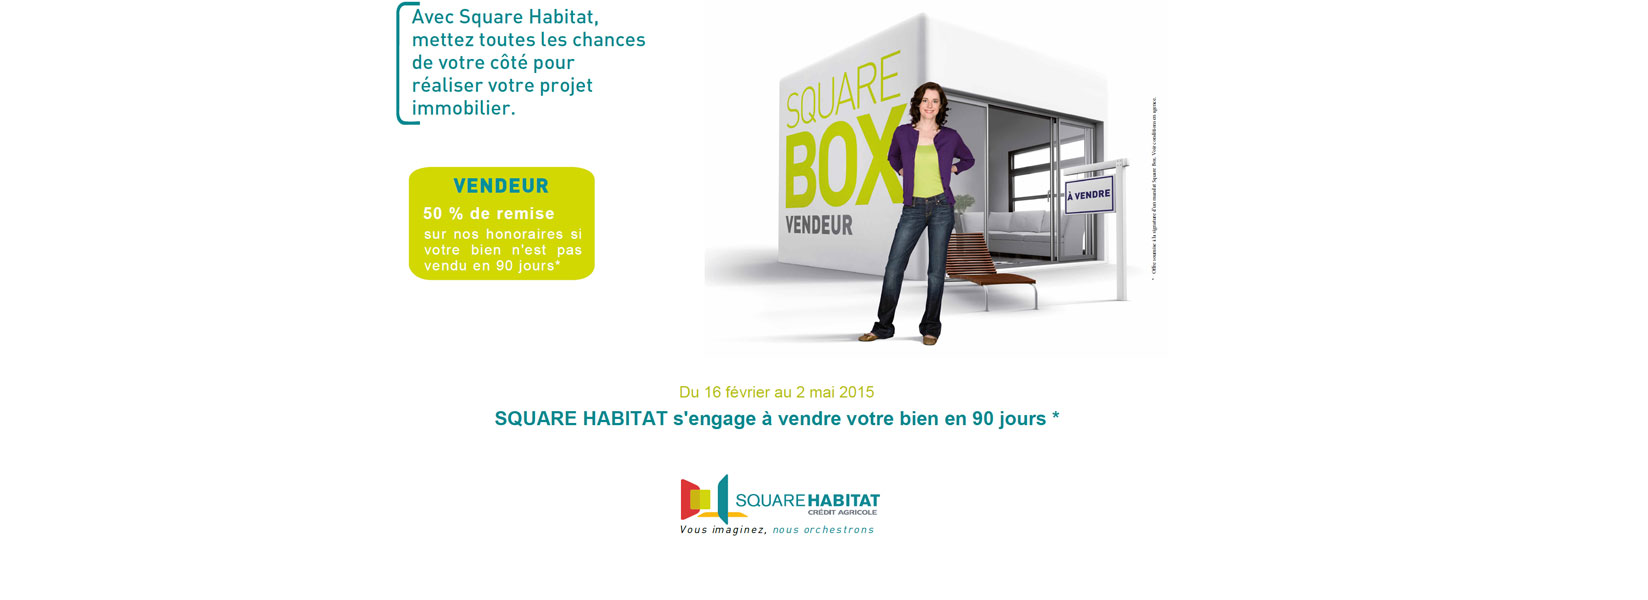 Avec Square Habitat,
mettez toutes les chances
de votre côté pour
réaliser votre projet
immobilier.
VENDEUR
50 % de remise
sur nos honoraires si
votre bien n'est pas
vendu en 90 jours*
SQUARE
BOX
VENDEUR
À VENDRE
* Offre soumise à la signature d'un mandat Square Box. Voir conditions en agence.
Du 16 février au 2 mai 2015
SQUARE HABITAT s'engage à vendre votre bien en 90 jours *
SQUARE HABITAT
CRÉDIT AGRICOLE
Vous imaginez, nous orchestrons